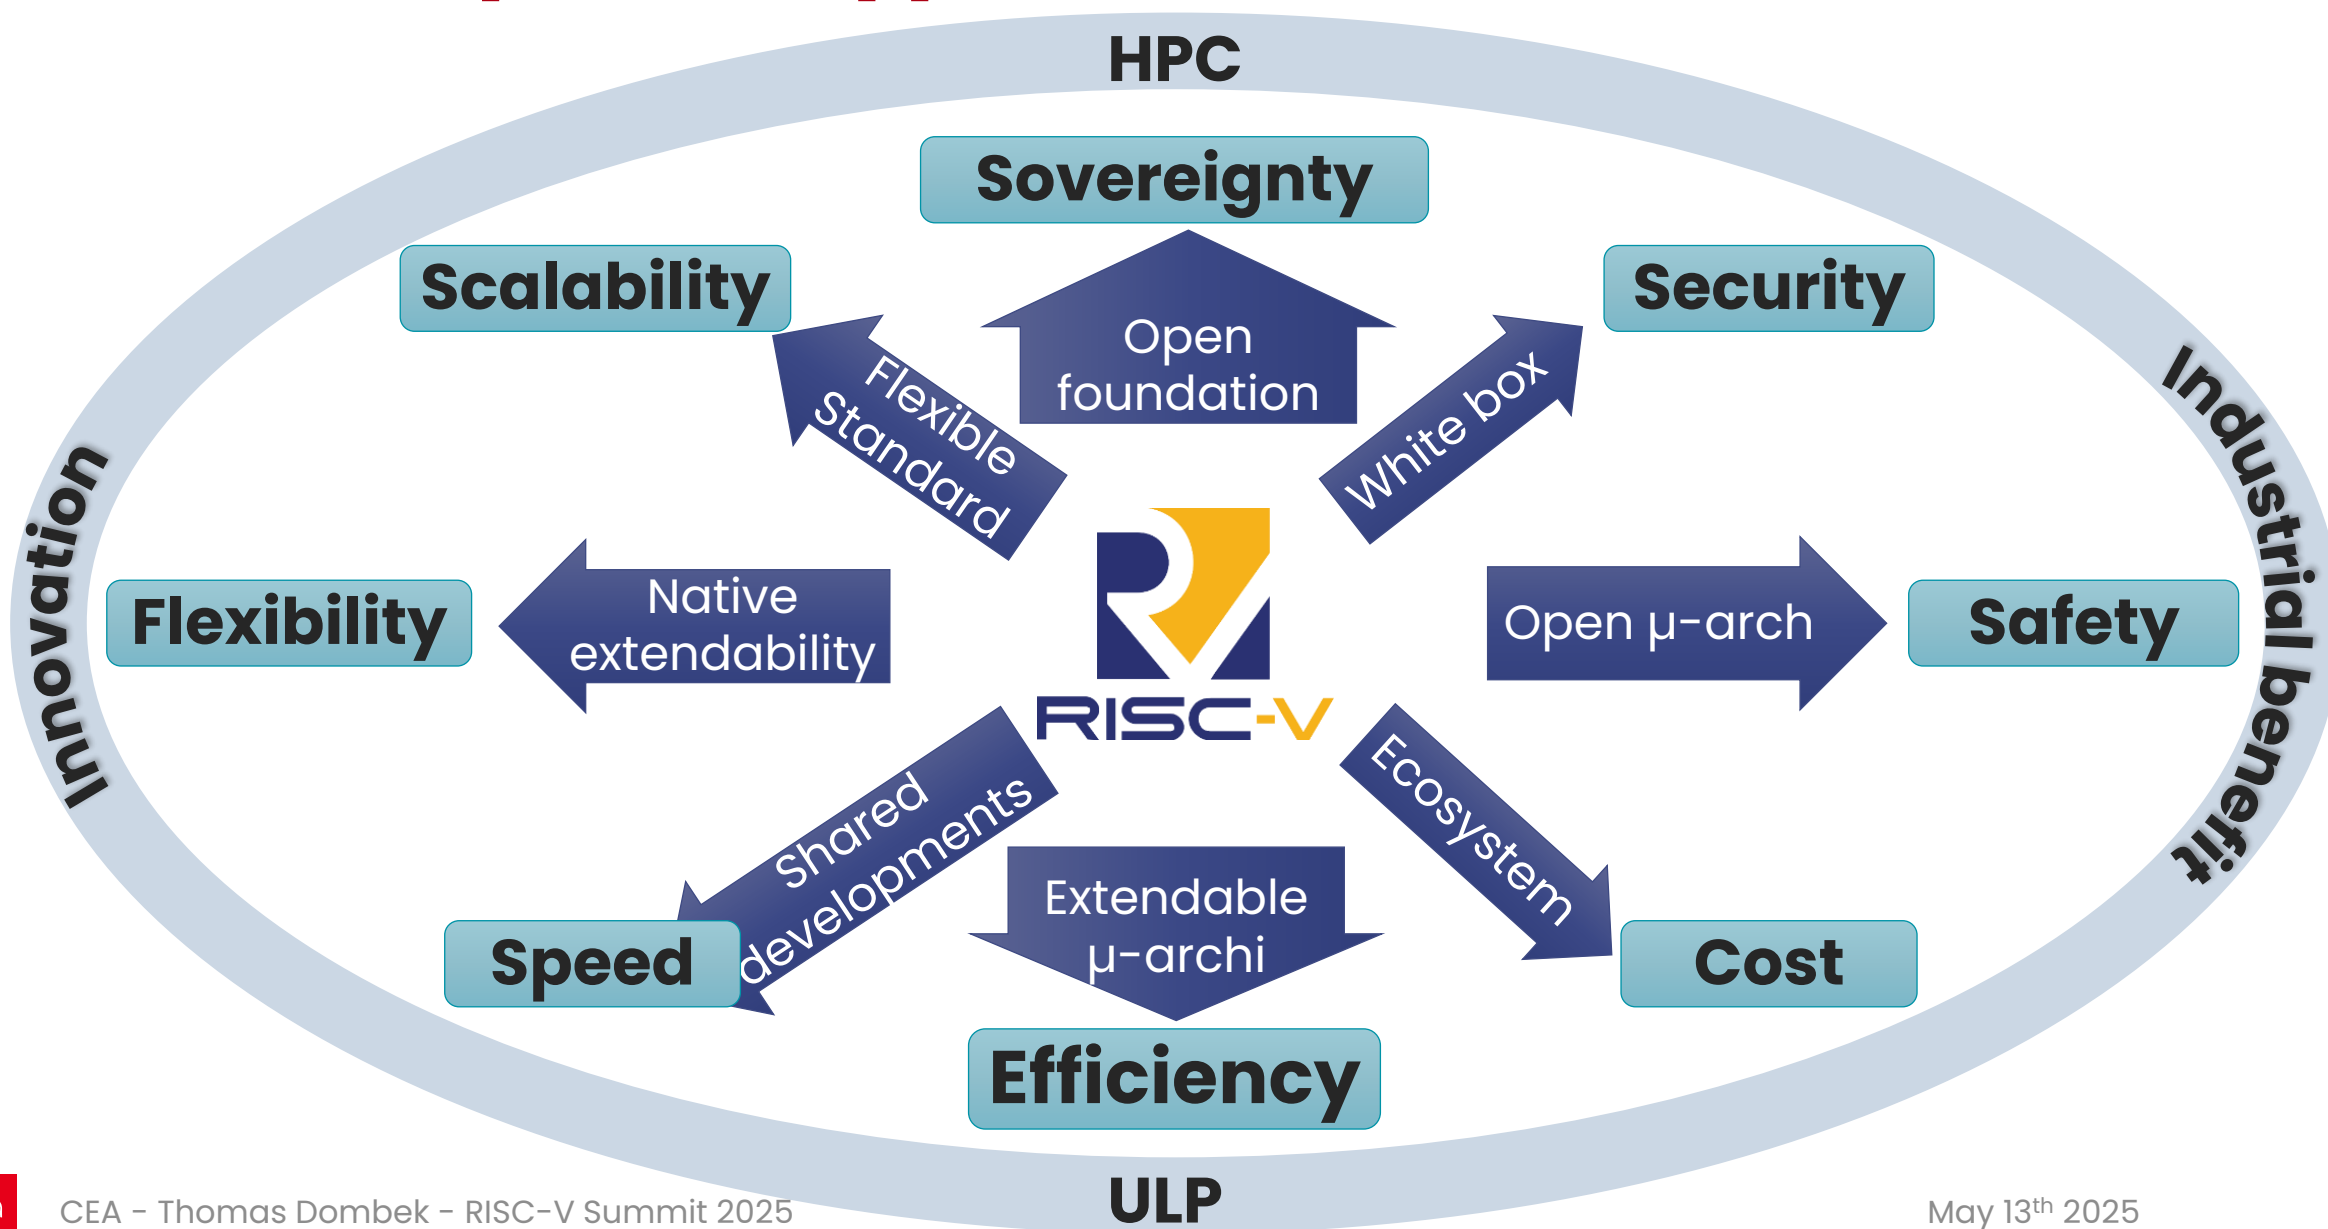 HPC
Sovereignty
Scalability
Security
Open
foundation
Flexible
Standard
White box
Industrial benefit
Innovation
Flexibility
Native
extendability
RISC-V
Open µ-arch
Safety
Shared
developments
Ecosystem
Speed
Extendable
µ-archi
Cost
Efficiency
ULP
CEA - Thomas Dombek - RISC-V Summit 2025
May 13th 2025